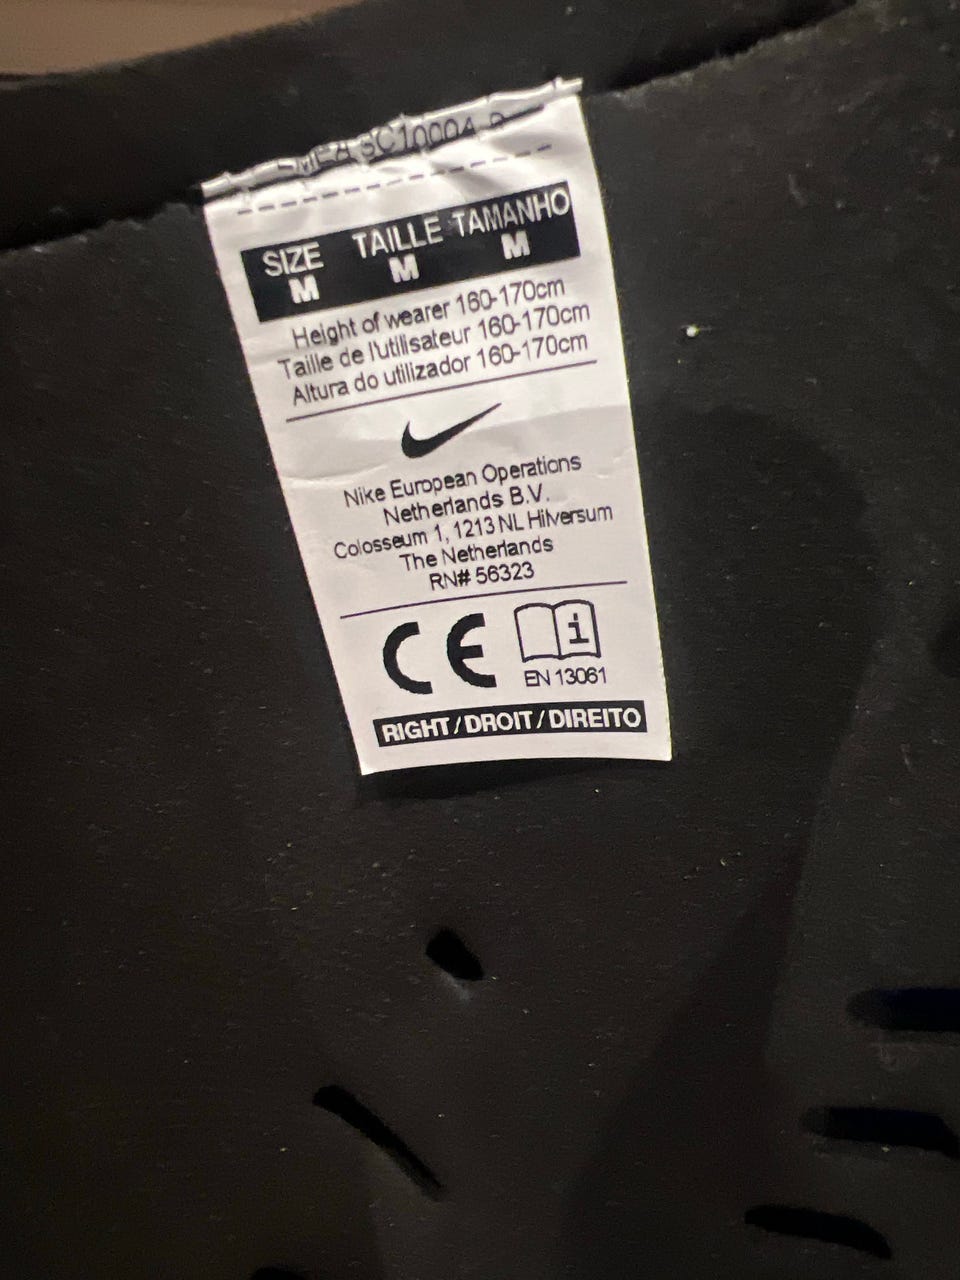 SC10004
SIZE TAILLE TAMANHO
M M M
Height of wearer 160-170cm
Taille de l'utilisateur 160-170cm
Altura do utilizador 160-170cm
Nike European Operations
Netherlands B.V.
Colosseum 1, 1213 NL Hilversum
The Netherlands
RN# 56323
CE i
EN 13061
RIGHT/DROIT/DIREITO